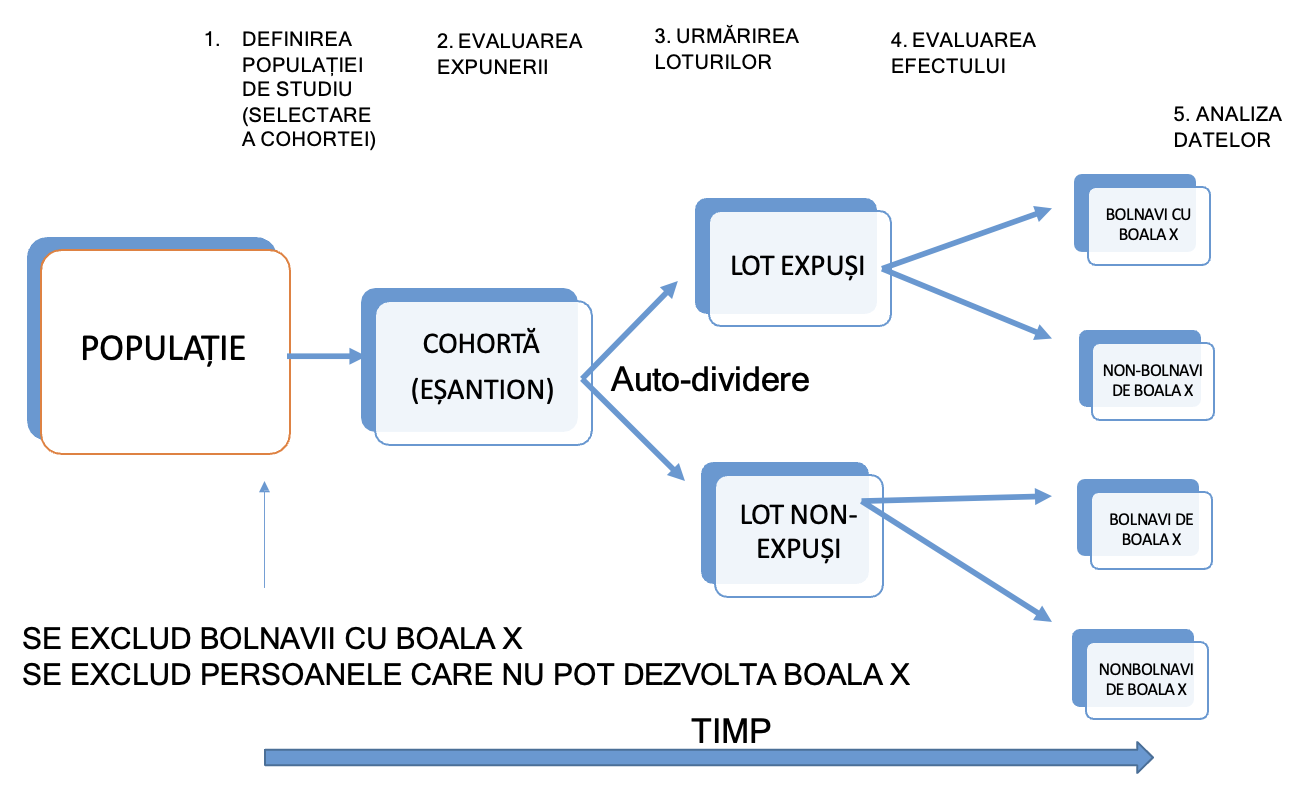 1. DEFINIREA
POPULAȚIEI
DE STUDIU
(SELECTARE
A COHORTEI)
2. EVALUAREA
EXPUNERII
3. URMĂRIREA
LOTURILOR
4. EVALUAREA
EFECTULUI
5. ANALIZA
DATELOR
POPULAȚIE
COHORTĂ
(EȘANTION)
Auto-dividere
LOT EXPUȘI
LOT NON-
EXPUȘI
BOLNAVI CU
BOALA X
NON-BOLNAVI
DE BOALA X
BOLNAVI DE
BOALA X
NONBOLNAVI
DE BOALA X
SE EXCLUD BOLNAVII CU BOALA X
SE EXCLUD PERSOANELE CARE NU POT DEZVOLTA BOALA X
TIMP